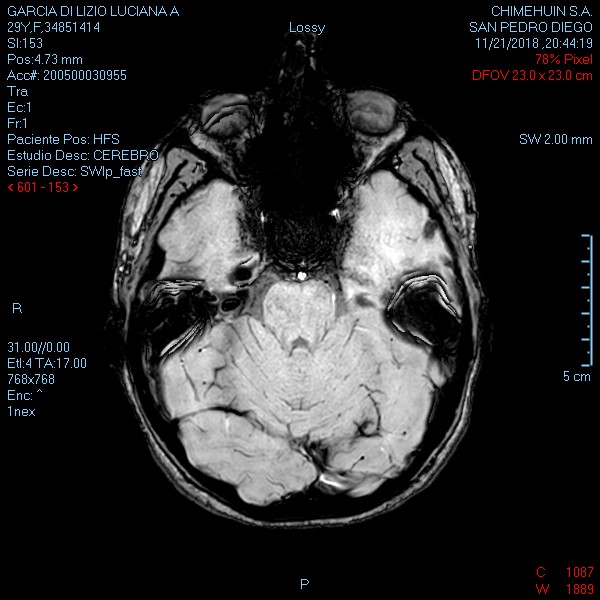 GARCIA DI LIZIO LUCIANA A
29Y,F,34851414
Sl:153
Pos:4.73 mm
Acc#: 200500030955
Tra
Ec:1
Fr:1
Paciente Pos: HFS
Estudio Desc: CEREBRO
Serie Desc: SWIp_fast
< 601 - 153 >
Lossy
CHIMEHUIN S.A.
SAN PEDRO DIEGO
11/21/2018 ,20:44:19
78% Pixel
DFOV 23.0 x 23.0 cm
SW 2.00 mm
R
31.00//0.00
Etl:4 TA:17.00
768x768
Enc: ^
1nex
5 cm
P
C 1087
W 1889